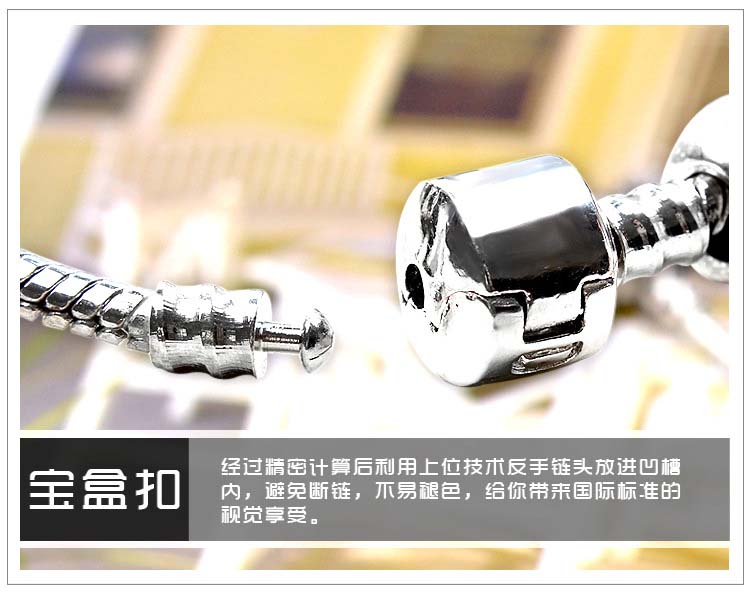 宝盒扣
经过精密计算后利用上位技术反手链头放进凹槽
内，避免断链，不易褪色，给你带来国际标准的
视觉享受。